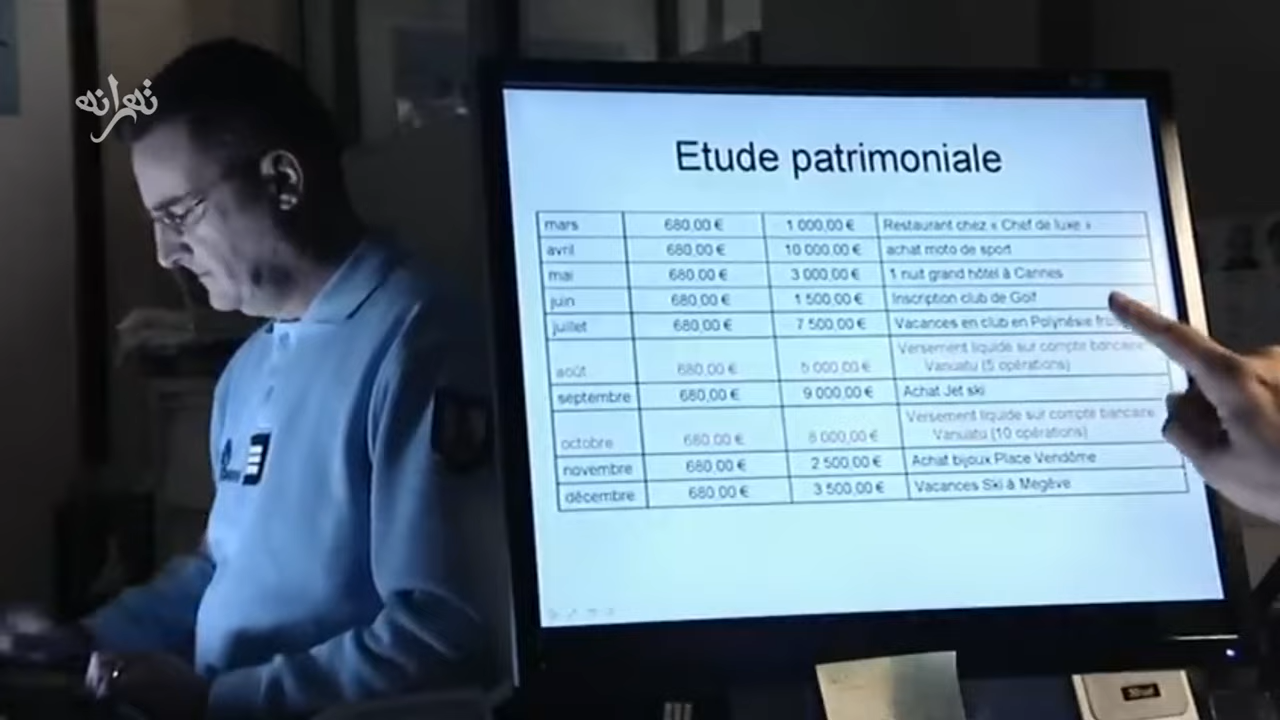 تهرانه
Etude patrimoniale
mars 680,00 € 1 000,00 € Restaurant chez « Chef de luxe »
avril 680,00 € 10 000,00 € achat moto de sport
mai 680,00 € 3 000,00 € 1 nuit grand hôtel à Cannes
juin 680,00 € 1 500,00 € Inscription club de Golf
juillet 680,00 € 7 500,00 € Vacances en club en Polynésie
Versement liquide sur compte bancaire
août 680,00 € 5 000,00 € Vanuatu (5 opérations)
septembre 680,00 € 9 000,00 € Achat Jet ski
Versement liquide sur compte bancaire
octobre 680,00 € 8 000,00 € Vanuatu (10 opérations)
novembre 680,00 € 2 500,00 € Achat bijoux Place Vendôme
décembre 680,00 € 3 500,00 € Vacances Ski à Megève